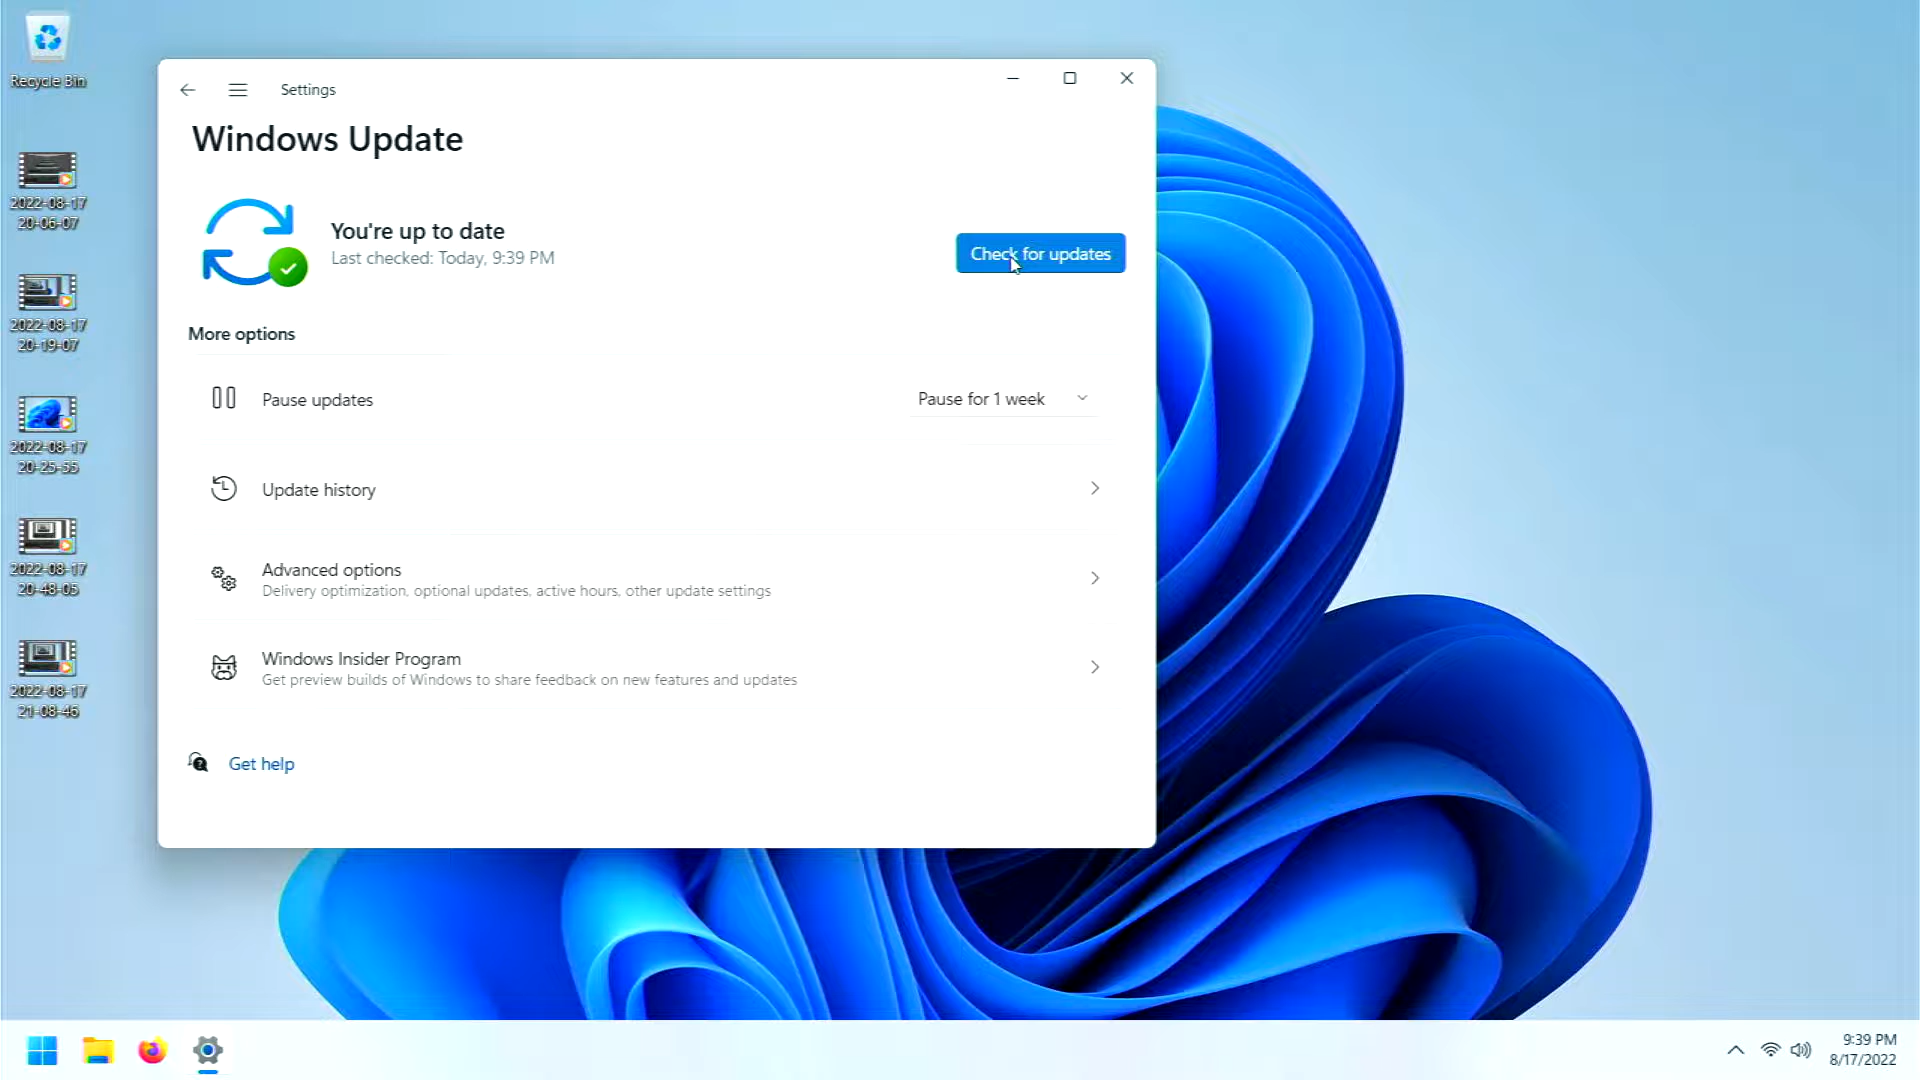 Recycle Bin
2022-08-17
20-06-07
2022-08-17
20-19-07
2022-08-17
20-25-55
2022-08-17
20-48-05
2022-08-17
21-08-46
Settings
Windows Update
You're up to date
Last checked: Today, 9:39 PM
Check for updates
More options
Pause updates
Pause for 1 week
Update history
Advanced options
Delivery optimization, optional updates, active hours, other update settings
Windows Insider Program
Get preview builds of Windows to share feedback on new features and updates
Get help
9:39 PM
8/17/2022